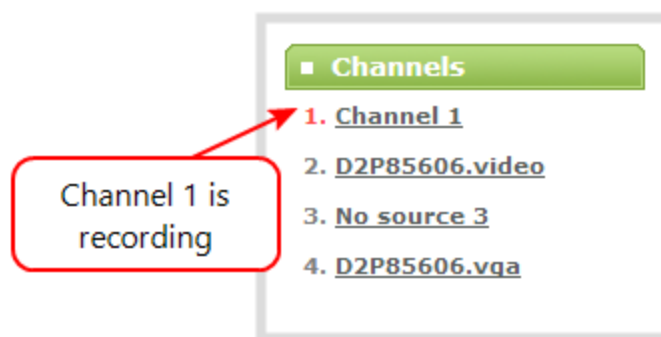 Channels
1. Channel 1
2. D2P85606.video
3. No source 3
4. D2P85606.vga
Channel 1 is
recording